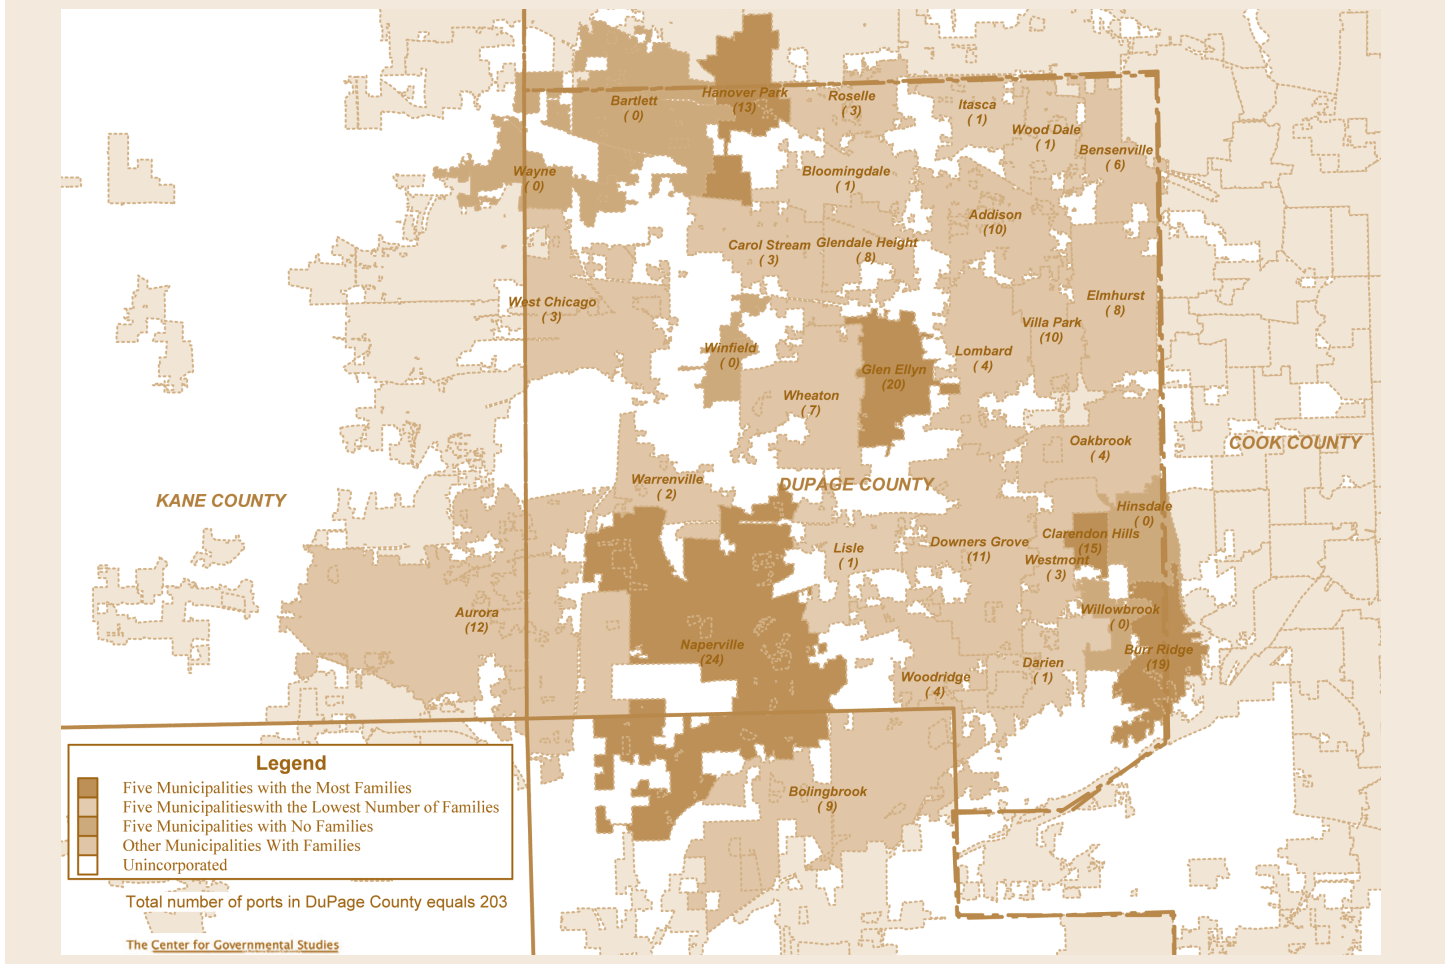 Bartlett
( 0)
Hanover Park
(13)
Roselle
( 3)
Itasca
( 1)
Wood Dale
( 1)
Bensenville
( 6)
Wayne
( 0)
Bloomingdale
( 1)
Addison
(10)
Carol Stream
( 3)
Glendale Height
( 8)
West Chicago
( 3)
Elmhurst
( 8)
Villa Park
(10)
Winfield
( 0)
Lombard
( 4)
Glen Ellyn
(20)
Wheaton
( 7)
Oakbrook
( 4)
COOK COUNTY
KANE COUNTY
Warrenville
( 2)
DUPAGE COUNTY
Hinsdale
( 0)
Clarendon Hills
(15)
Downers Grove
(11)
Lisle
( 1)
Westmont
( 3)
Aurora
(12)
Willowbrook
( 0)
Naperville
(24)
Burr Ridge
(19)
Darien
( 1)
Woodridge
( 4)
Bolingbrook
( 9)
Legend
Five Municipalities with the Most Families
Five Municipalitieswith the Lowest Number of Families
Five Municipalities with No Families
Other Municipalities With Families
Unincorporated
Total number of ports in DuPage County equals 203
The Center for Governmental Studies